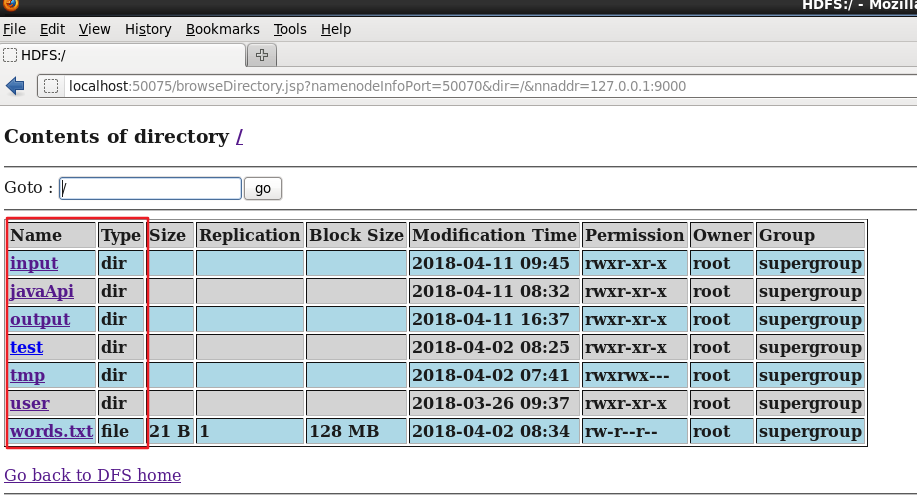 HDFS:/ - Mozill
File Edit View History Bookmarks Tools Help
HDFS:/
localhost:50075/browseDirectory.jsp?namenodeInfoPort=50070&dir=/&nnaddr=127.0.0.1:9000
Contents of directory /
Goto : / go
Name Type Size Replication Block Size Modification Time Permission Owner Group
input dir 2018-04-11 09:45 rwxr-xr-x root supergroup
javaApi dir 2018-04-11 08:32 rwxr-xr-x root supergroup
output dir 2018-04-11 16:37 rwxr-xr-x root supergroup
test dir 2018-04-02 08:25 rwxr-xr-x root supergroup
tmp dir 2018-04-02 07:41 rwxrwx--- root supergroup
user dir 2018-03-26 09:37 rwxr-xr-x root supergroup
words.txt file 21 B 1 128 MB 2018-04-02 08:34 rw-r--r-- root supergroup
Go back to DFS home